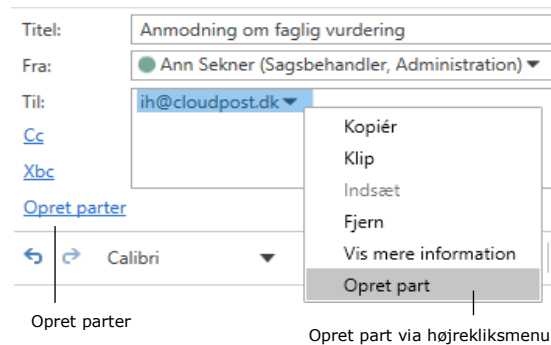 Titel: Anmodning om faglig vurdering
Fra: Ann Sekner (Sagsbehandler, Administration)
Til: ih@cloudpost.dk
Cc
Xbc
Opret parter
Kopiér
Klip
Indsæt
Fjern
Vis mere information
Opret part
Calibri
Opret parter
Opret part via højrekliksmenu